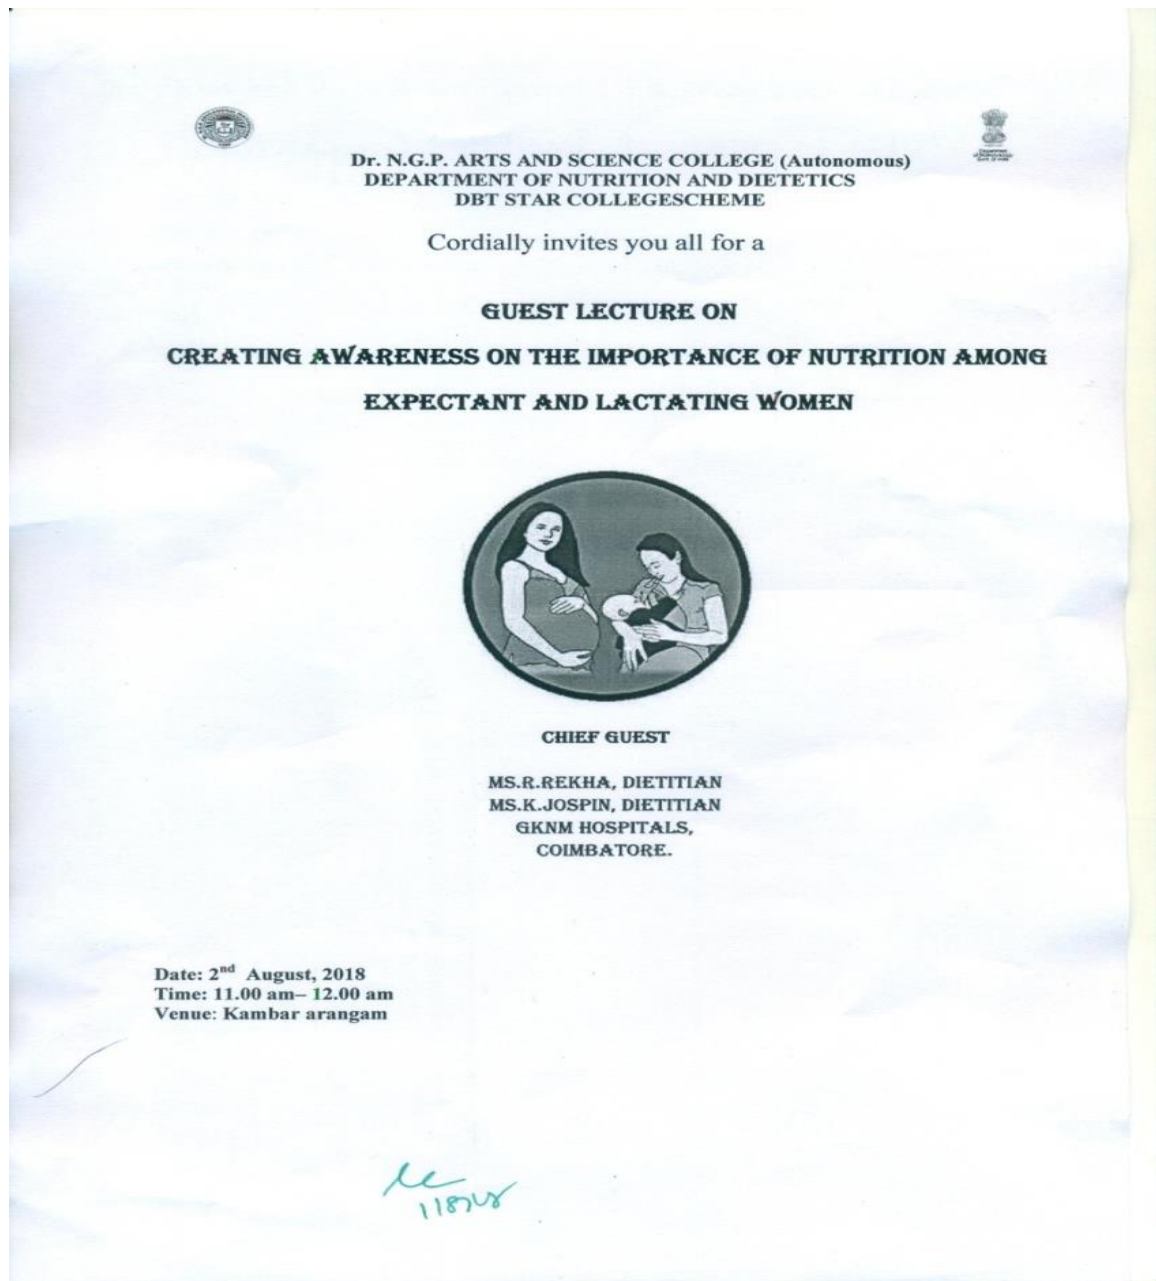 Dr. N.G.P. ARTS AND SCIENCE COLLEGE (Autonomous)
DEPARTMENT OF NUTRITION AND DIETETICS
DBT STAR COLLEGESCHEME
Cordially invites you all for a
GUEST LECTURE ON
CREATING AWARENESS ON THE IMPORTANCE OF NUTRITION AMONG
EXPECTANT AND LACTATING WOMEN
CHIEF GUEST
MS.R.REKHA, DIETITIAN
MS.K.JOSPIN, DIETITIAN
GKNM HOSPITALS,
COIMBATORE.
Date: 2nd August, 2018
Time: 11.00 am– 12.00 am
Venue: Kambar arangam